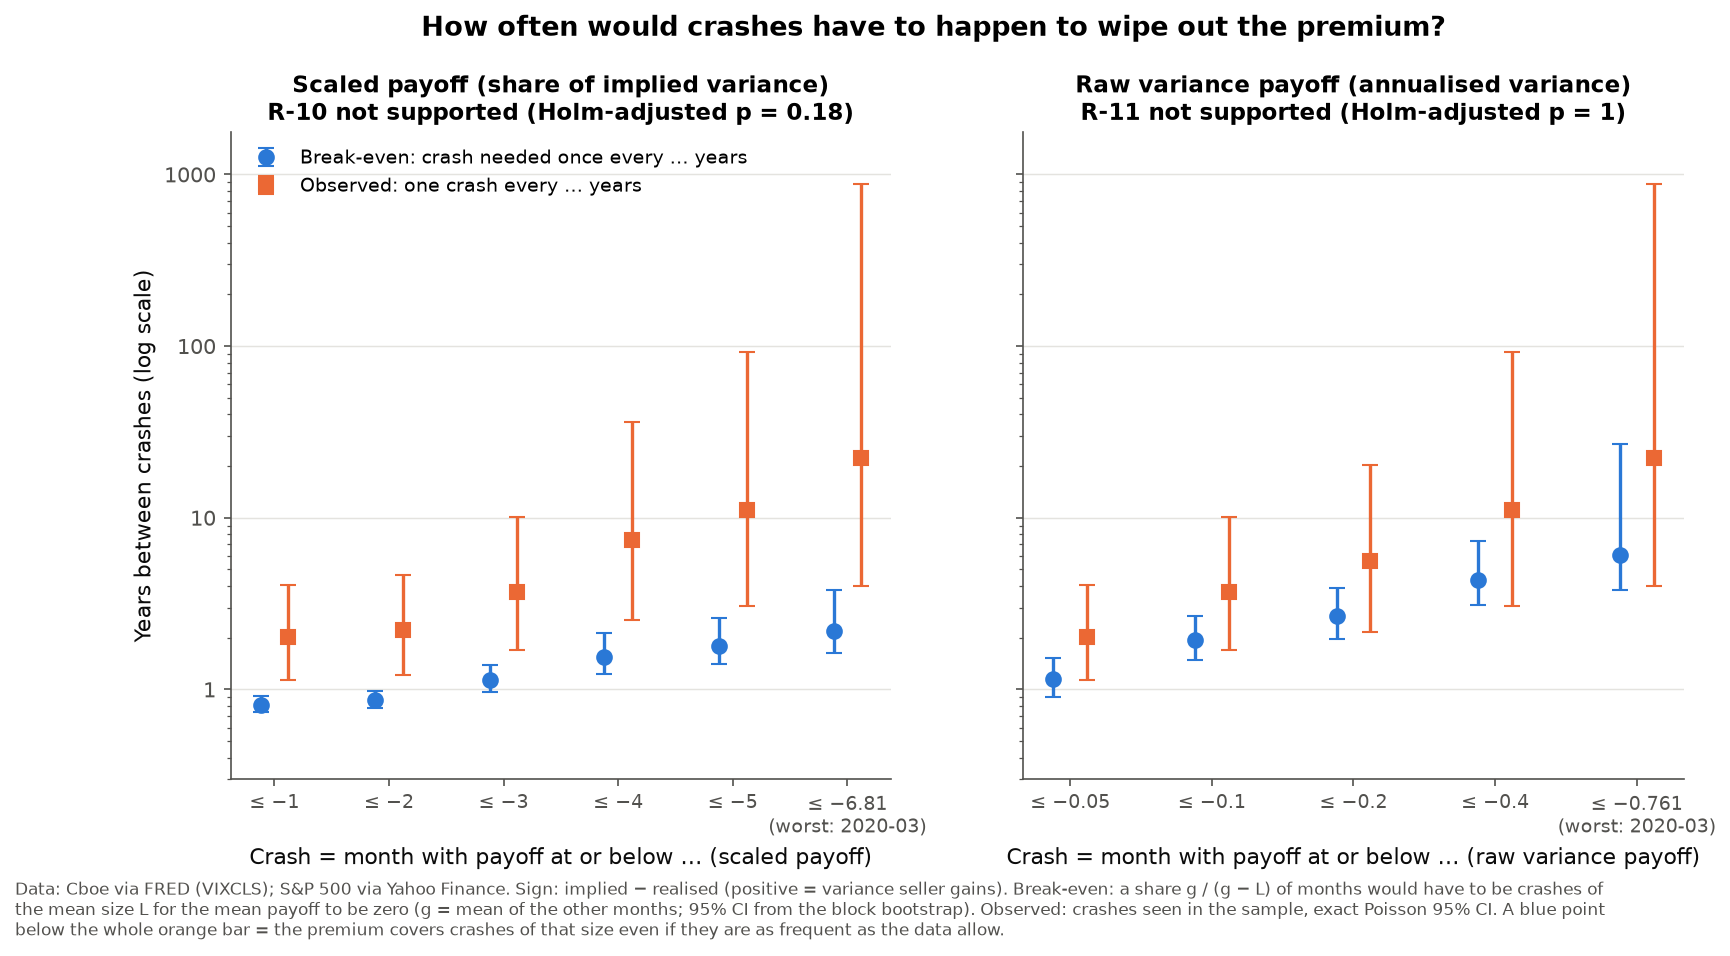 How often would crashes have to happen to wipe out the premium?
Scaled payoff (share of implied variance)
R-10 not supported (Holm-adjusted p = 0.18)
Break-even: crash needed once every ... years
Observed: one crash every ... years
Years between crashes (log scale)
1000
100
10
1
≤ −1
≤ −2
≤ −3
≤ −4
≤ −5
≤ −6.81
(worst: 2020-03)
Crash = month with payoff at or below ... (scaled payoff)
Raw variance payoff (annualised variance)
R-11 not supported (Holm-adjusted p = 1)
≤ −0.05
≤ −0.1
≤ −0.2
≤ −0.4
≤ −0.761
(worst: 2020-03)
Crash = month with payoff at or below ... (raw variance payoff)
Data: Cboe via FRED (VIXCLS); S&P 500 via Yahoo Finance. Sign: implied − realised (positive = variance seller gains). Break-even: a share g / (g − L) of months would have to be crashes of
the mean size L for the mean payoff to be zero (g = mean of the other months; 95% CI from the block bootstrap). Observed: crashes seen in the sample, exact Poisson 95% CI. A blue point
below the whole orange bar = the premium covers crashes of that size even if they are as frequent as the data allow.